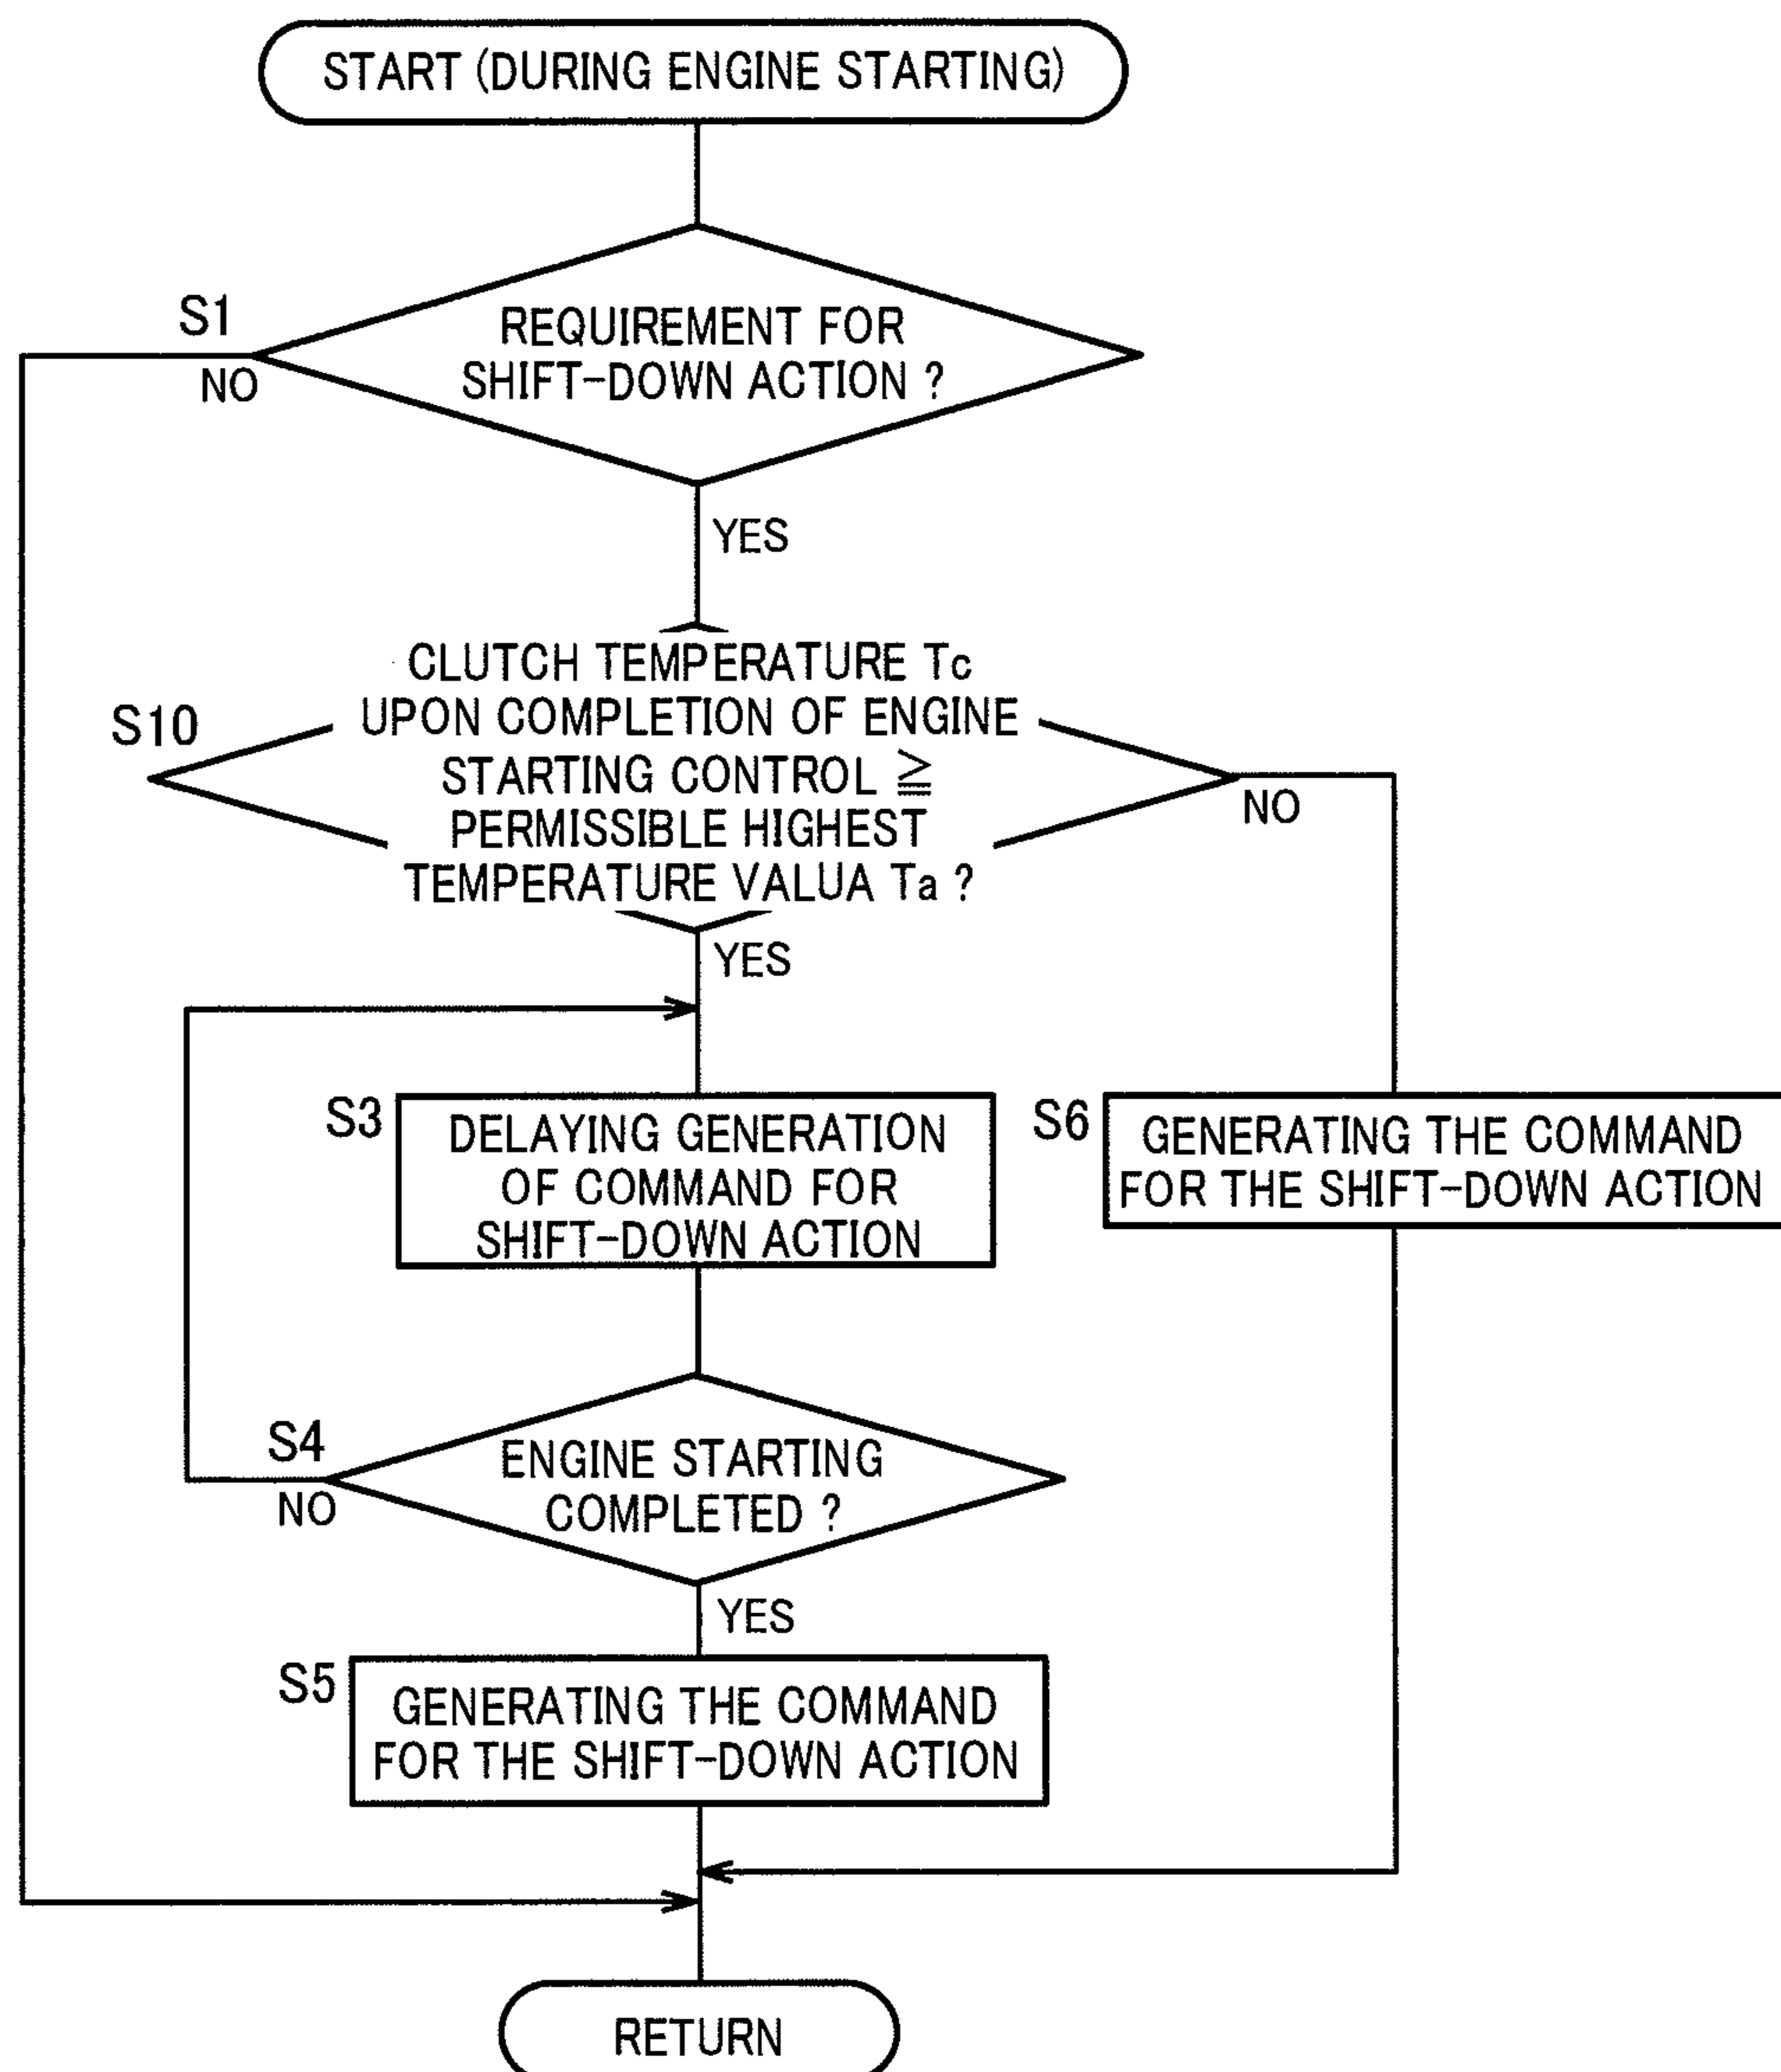 START (DURING ENGINE STARTING)
S1
REQUIREMENT FOR
SHIFT-DOWN ACTION ?
NO
YES
CLUTCH TEMPERATURE Tc
UPON COMPLETION OF ENGINE
S10
STARTING CONTROL ≧
PERMISSIBLE HIGHEST
TEMPERATURE VALUA Ta ?
NO
YES
S3
DELAYING GENERATION
OF COMMAND FOR
SHIFT-DOWN ACTION
S6
GENERATING THE COMMAND
FOR THE SHIFT-DOWN ACTION
S4
ENGINE STARTING
COMPLETED ?
NO
YES
S5
GENERATING THE COMMAND
FOR THE SHIFT-DOWN ACTION
RETURN